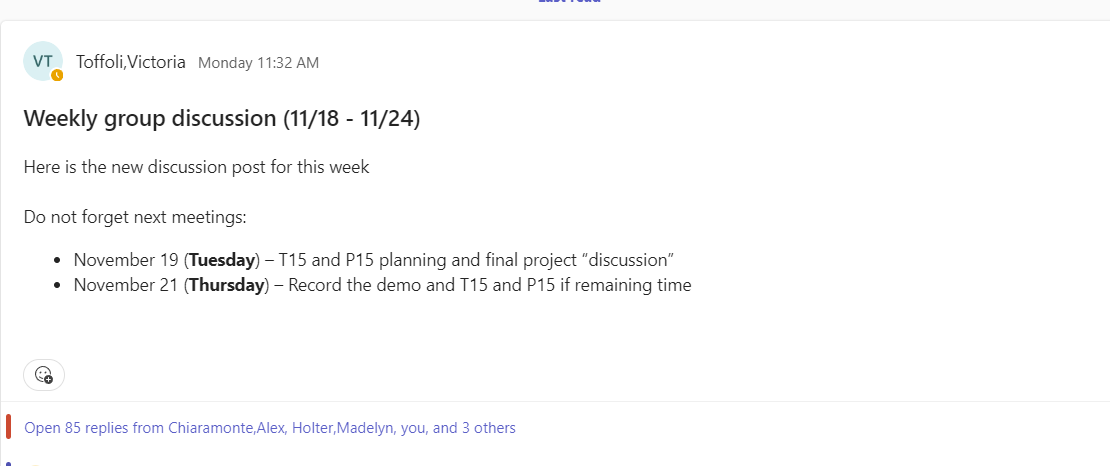 Last read
VT
Toffoli,Victoria Monday 11:32 AM
Weekly group discussion (11/18 - 11/24)
Here is the new discussion post for this week
Do not forget next meetings:
November 19 (Tuesday) – T15 and P15 planning and final project “discussion”
November 21 (Thursday) – Record the demo and T15 and P15 if remaining time
Open 85 replies from Chiaramonte,Alex, Holter,Madelyn, you, and 3 others